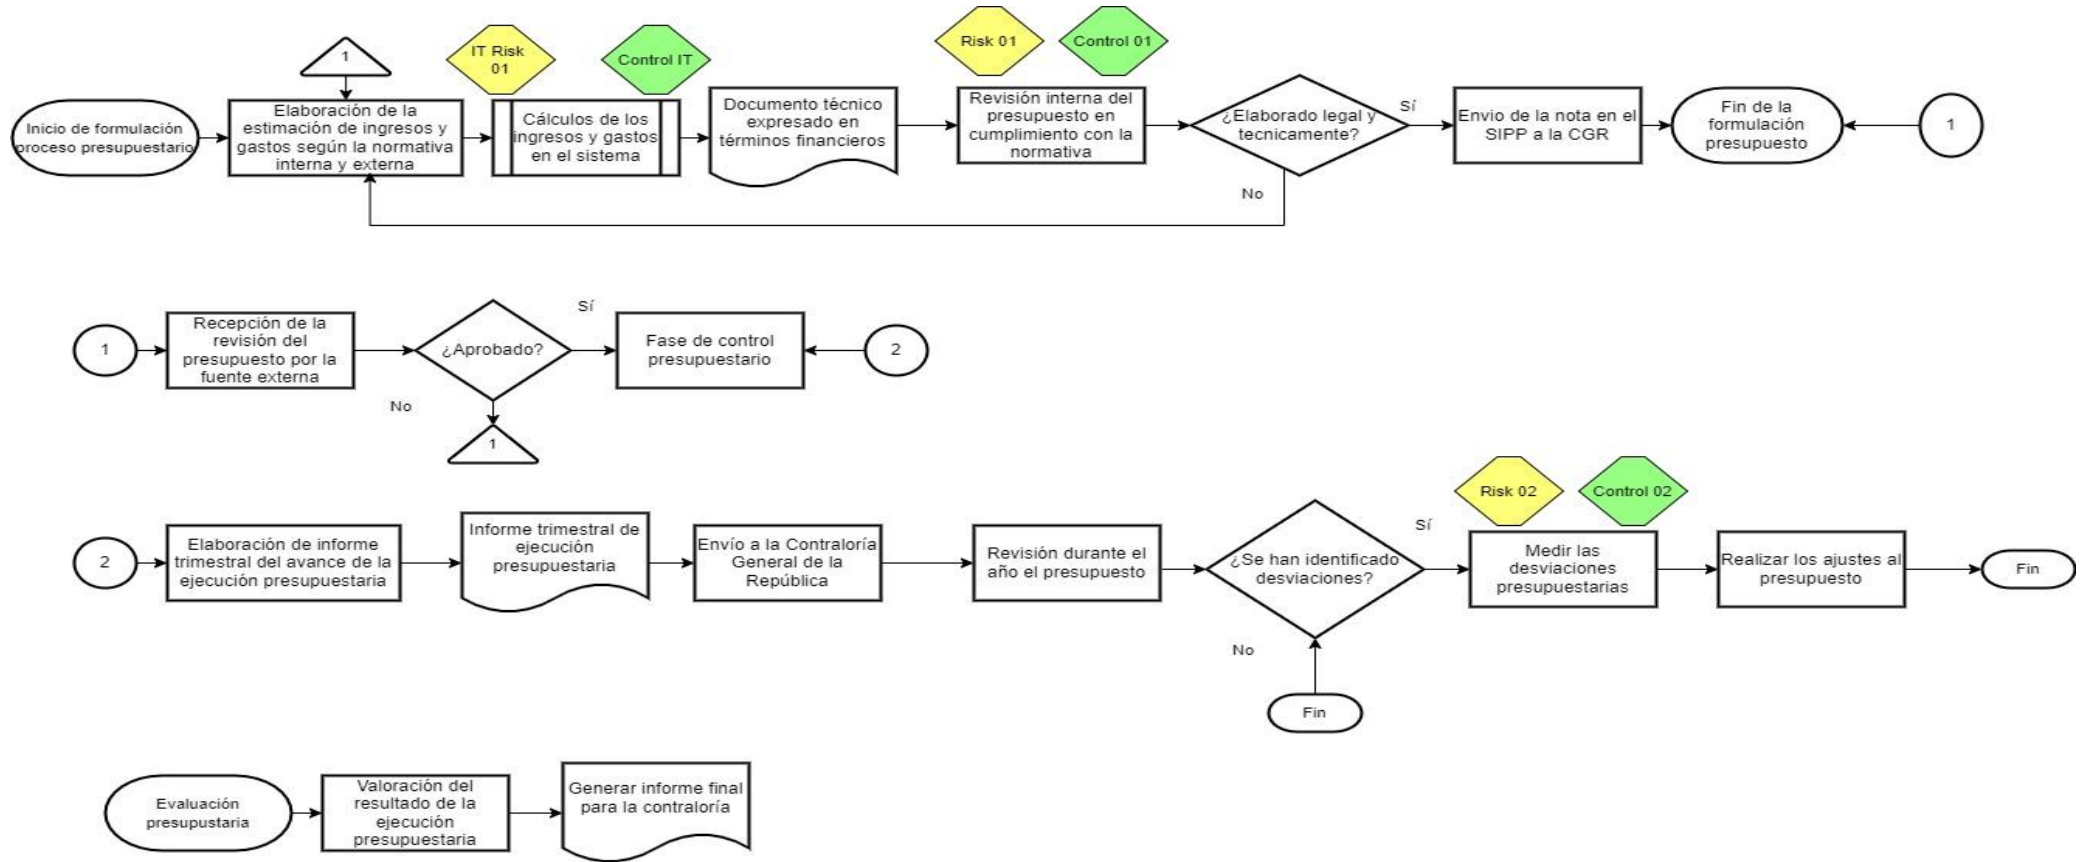 1
IT Risk
01
Control IT
Risk 01
Control 01
Inicio de formulación
proceso presupuestario
Elaboración de la
estimación de ingresos y
gastos según la normativa
interna y externa
Cálculos de los
ingresos y gastos
en el sistema
Documento técnico
expresado en
términos financieros
Revisión interna del
presupuesto en
cumplimiento con la
normativa
¿Elaborado legal y
tecnicamente?
Sí
No
Envio de la nota en el
SIPP a la CGR
Fin de la
formulación
presupuesto
1
1
Recepción de la
revisión del
presupuesto por la
fuente externa
¿Aprobado?
Sí
No
1
Fase de control
presupuestario
2
2
Elaboración de informe
trimestral del avance de la
ejecución presupuestaria
Informe trimestral de
ejecución
presupuestaria
Envío a la Contraloría
General de la
República
Revisión durante el
año el presupuesto
¿Se han identificado
desviaciones?
Sí
No
Fin
Risk 02
Control 02
Medir las
desviaciones
presupuestarias
Realizar los ajustes al
presupuesto
Fin
Evaluación
presupustaria
Valoración del
resultado de la
ejecución
presupuestaria
Generar informe final
para la contraloría